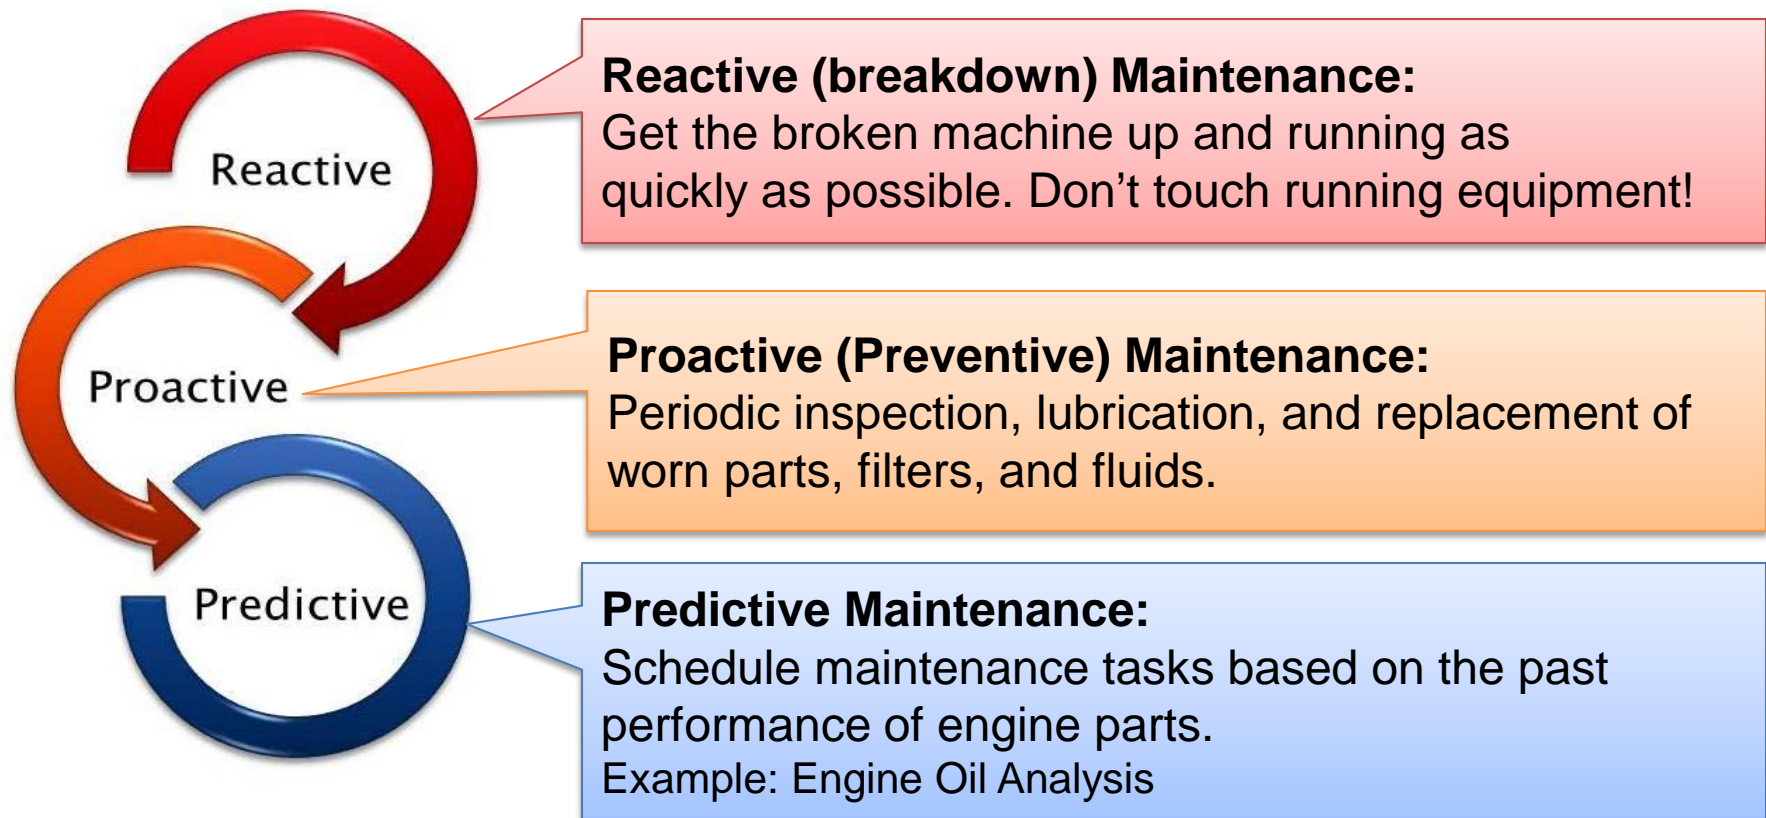 Reactive
Reactive (breakdown) Maintenance:
Get the broken machine up and running as
quickly as possible. Don’t touch running equipment!
Proactive
Proactive (Preventive) Maintenance:
Periodic inspection, lubrication, and replacement of
worn parts, filters, and fluids.
Predictive
Predictive Maintenance:
Schedule maintenance tasks based on the past
performance of engine parts.
Example: Engine Oil Analysis